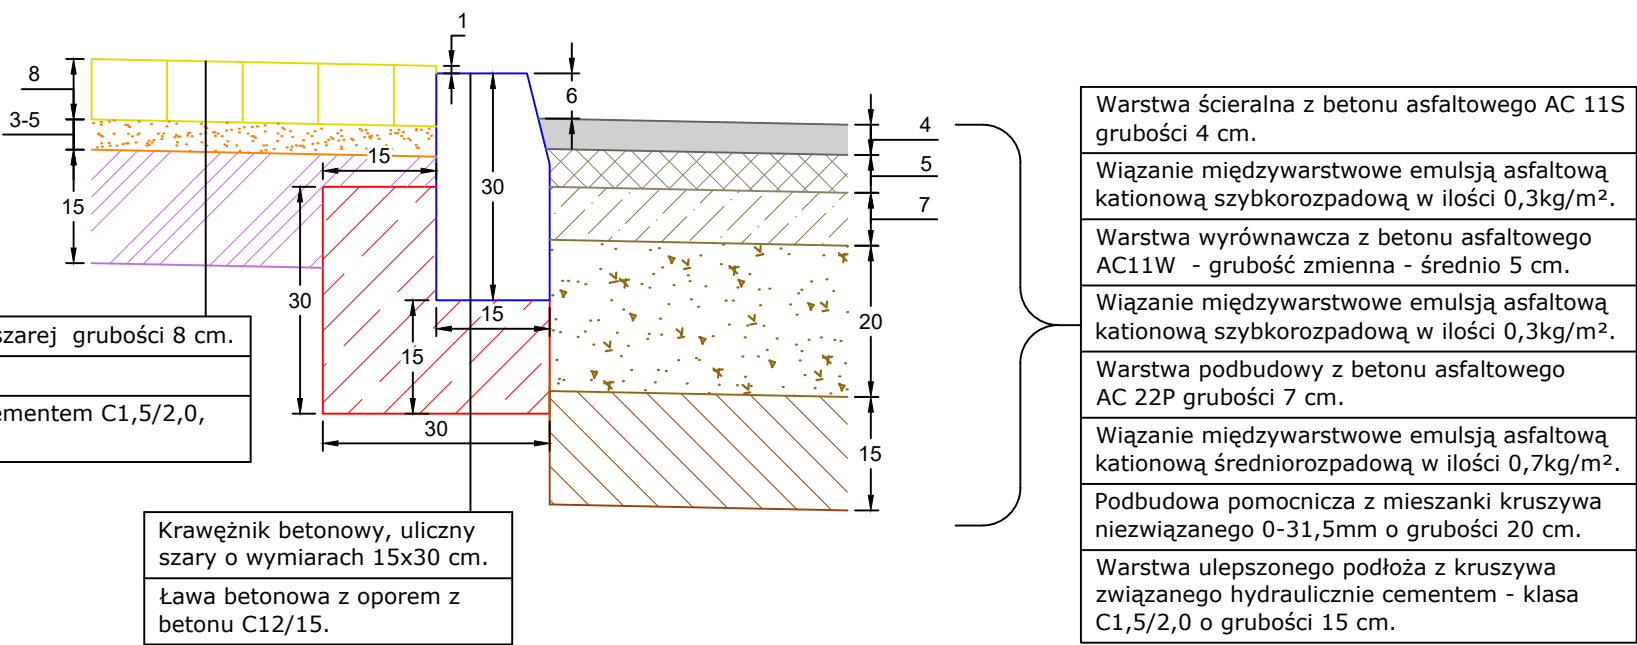 1
8
3-5
15
15
30
6
30
15
15
30
4
5
7
20
15
szarej grubości 8 cm.
cementem C1,5/2,0,
Krawężnik betonowy, uliczny
szary o wymiarach 15x30 cm.
Ława betonowa z oporem z
betonu C12/15.
Warstwa ścieralna z betonu asfaltowego AC 11S
grubości 4 cm.
Wiązanie międzywarstwowe emulsją asfaltową
kationową szybkorozpadową w ilości 0,3kg/m².
Warstwa wyrównawcza z betonu asfaltowego
AC11W - grubość zmienna - średnio 5 cm.
Wiązanie międzywarstwowe emulsją asfaltową
kationową szybkorozpadową w ilości 0,3kg/m².
Warstwa podbudowy z betonu asfaltowego
AC 22P grubości 7 cm.
Wiązanie międzywarstwowe emulsją asfaltową
kationową średniorozpadową w ilości 0,7kg/m².
Podbudowa pomocnicza z mieszanki kruszywa
niezwiązanego 0-31,5mm o grubości 20 cm.
Warstwa ulepszonego podłoża z kruszywa
związanego hydraulicznie cementem - klasa
C1,5/2,0 o grubości 15 cm.